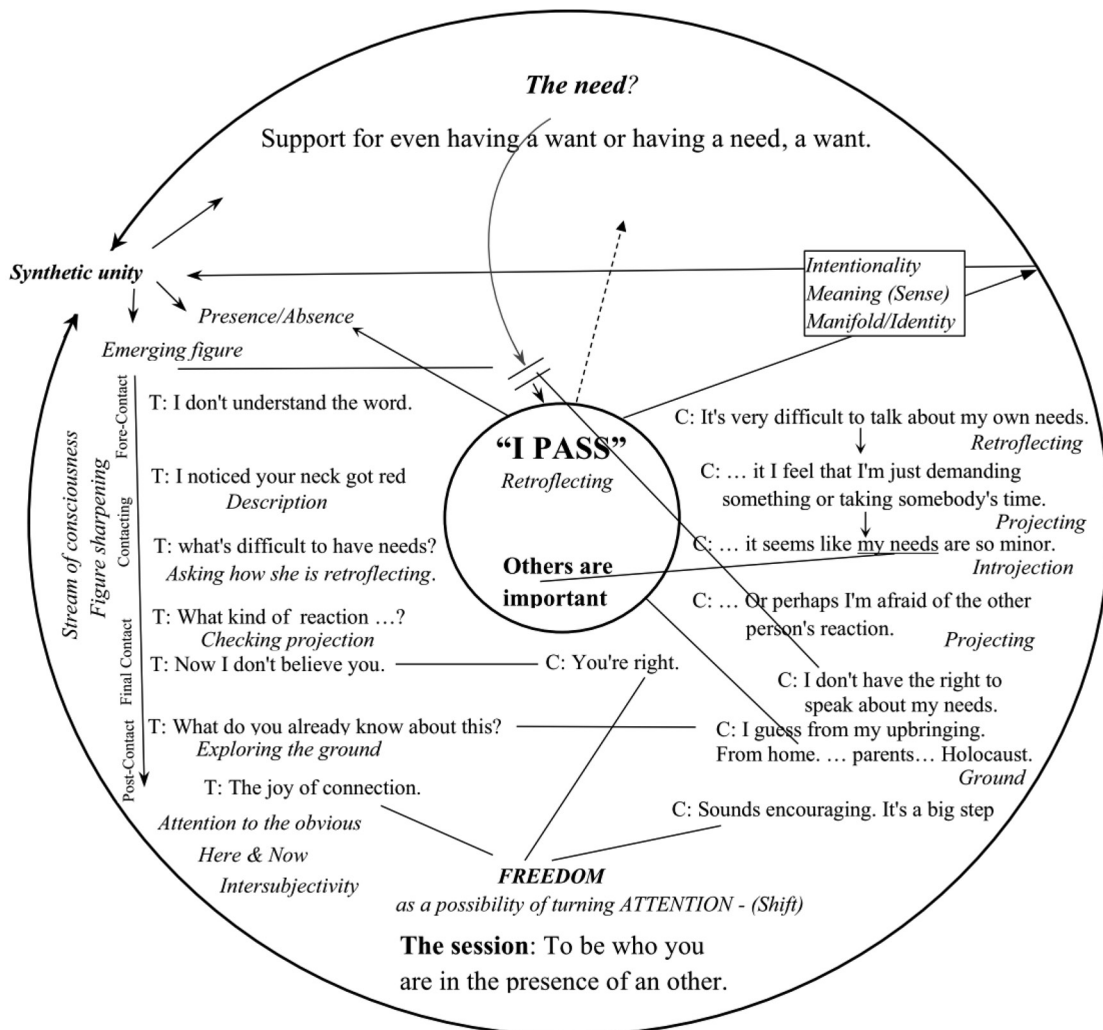 The need?
Support for even having a want or having a need, a want.
Synthetic unity
Intentionality
Meaning (Sense)
Manifold/Identity
Presence/Absence
Emerging figure
Stream of consciousness
Figure sharpening
Fore-Contact
Contacting
Final Contact
Post-Contact
T: I don't understand the word.
T: I noticed your neck got red
Description
T: what's difficult to have needs?
Asking how she is retroflecting.
T: What kind of reaction …?
Checking projection
T: Now I don't believe you.
T: What do you already know about this?
Exploring the ground
T: The joy of connection.
Attention to the obvious
Here & Now
Intersubjectivity
“I PASS”
Retroflecting
Others are
important
C: You're right.
C: It's very difficult to talk about my own needs.
Retroflecting
C: … it I feel that I'm just demanding
something or taking somebody's time.
Projecting
C: … it seems like my needs are so minor.
Introjection
C: … Or perhaps I'm afraid of the other
person's reaction.
Projecting
C: I don't have the right to
speak about my needs.
C: I guess from my upbringing.
From home. … parents… Holocaust.
Ground
C: Sounds encouraging. It's a big step
FREEDOM
as a possibility of turning ATTENTION - (Shift)
The session: To be who you
are in the presence of an other.